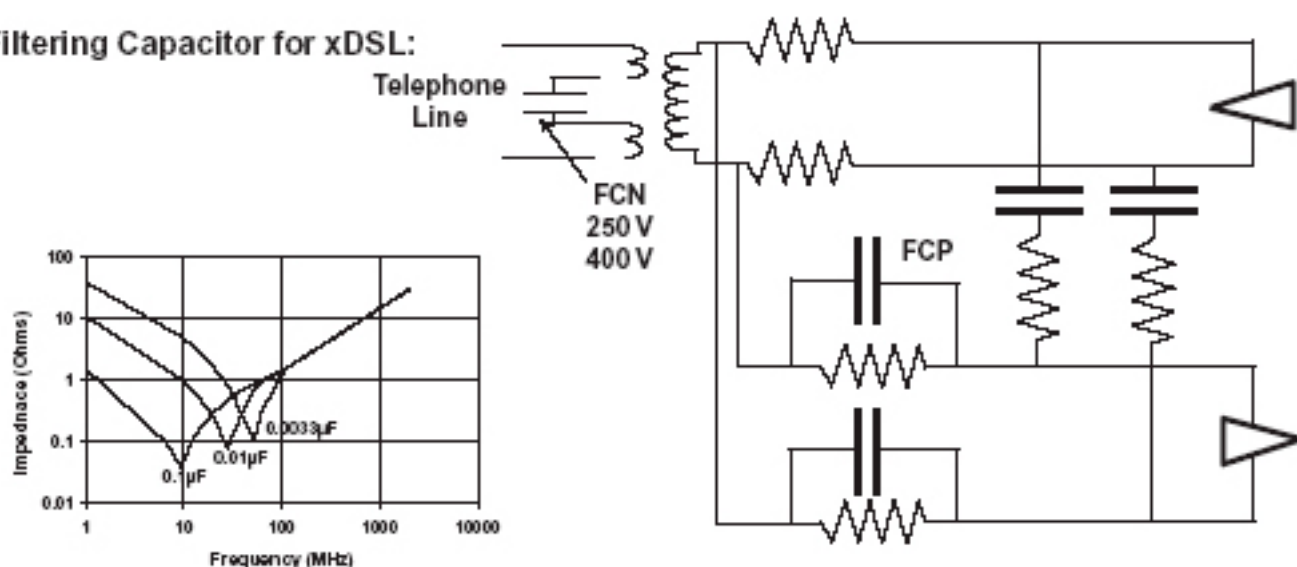 iltering Capacitor for xDSL:
Telephone
Line
FCN
250 V
400 V
FCP
Impednace (Ohms)
100
10
1
0.1
0.01
0.1µF
0.01µF
0.0033µF
1
10
100
1000
10000
Frequency (MHz)